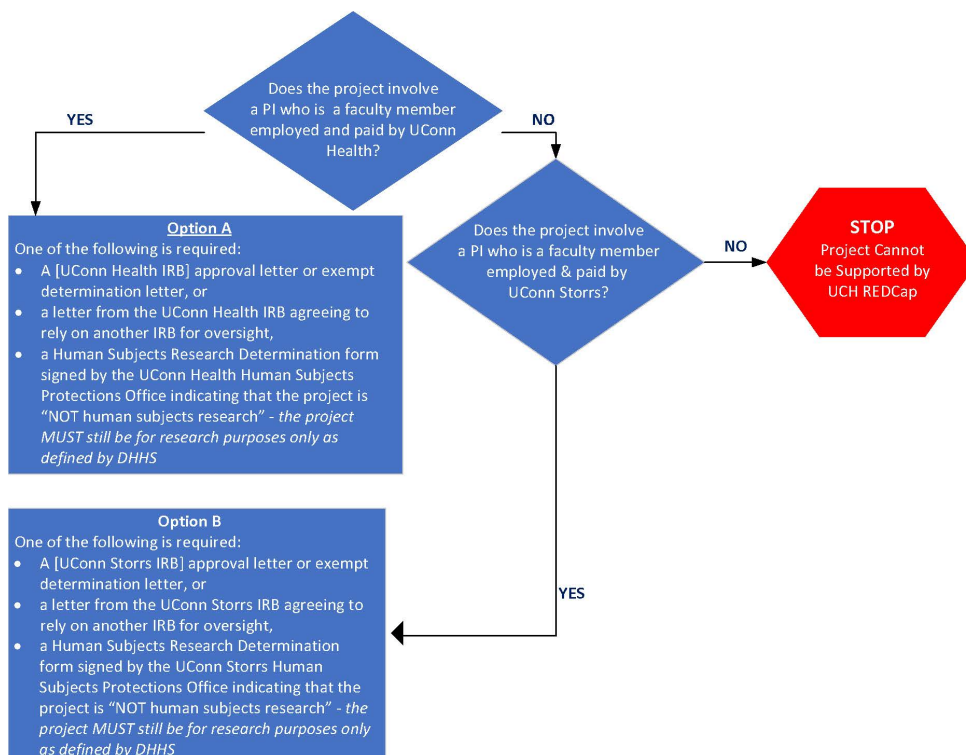 Does the project involve
a PI who is a faculty member
employed and paid by UConn
Health?
YES
NO
Option A
One of the following is required:
• A [UConn Health IRB] approval letter or exempt
determination letter, or
• a letter from the UConn Health IRB agreeing to
rely on another IRB for oversight,
• a Human Subjects Research Determination form
signed by the UConn Health Human Subjects
Protections Office indicating that the project is
“NOT human subjects research” - the project
MUST still be for research purposes only as
defined by DHHS
Does the project involve
a PI who is a faculty member
employed & paid by
UConn Storrs?
NO
STOP
Project Cannot
be Supported by
UCH REDCap
YES
Option B
One of the following is required:
• A [UConn Storrs IRB] approval letter or exempt
determination letter, or
• a letter from the UConn Storrs IRB agreeing to
rely on another IRB for oversight,
• a Human Subjects Research Determination
form signed by the UConn Storrs Human
Subjects Protections Office indicating that the
project is “NOT human subjects research” - the
project MUST still be for research purposes only
as defined by DHHS